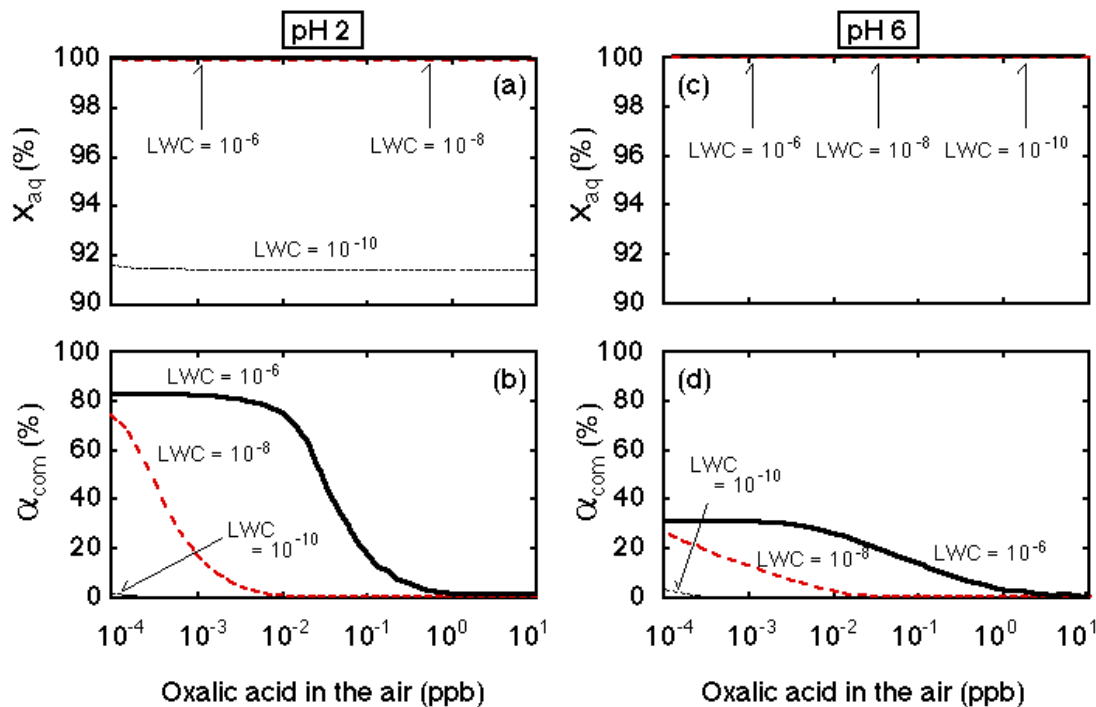 pH 2
100
98
96
94
92
90
X_aq (%)
(a)
LWC = 10⁻⁶
LWC = 10⁻⁸
LWC = 10⁻¹⁰
100
80
60
40
20
0
α_com (%)
(b)
LWC = 10⁻⁶
LWC = 10⁻⁸
LWC
= 10⁻¹⁰
10⁻⁴ 10⁻³ 10⁻² 10⁻¹ 10⁰ 10¹
Oxalic acid in the air (ppb)
pH 6
100
98
96
94
92
90
X_aq (%)
(c)
LWC = 10⁻⁶ LWC = 10⁻⁸ LWC = 10⁻¹⁰
100
80
60
40
20
0
α_com (%)
(d)
LWC
= 10⁻¹⁰
LWC = 10⁻⁸
LWC = 10⁻⁶
10⁻⁴ 10⁻³ 10⁻² 10⁻¹ 10⁰ 10¹
Oxalic acid in the air (ppb)